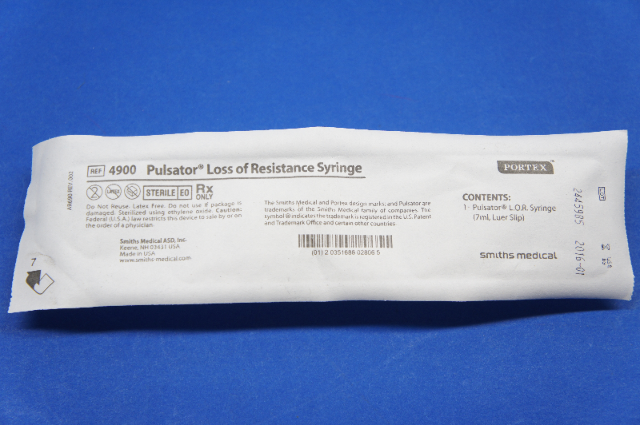 REF 4900 Pulsator® Loss of Resistance Syringe
STERILE EO Rx ONLY
Do Not Reuse. Latex Free. Do not use if package is
damaged. Sterilized using ethylene oxide. Caution:
Federal (U.S.A.) law restricts this device to sale by or on
the order of a physician.
Smiths Medical ASD, Inc.
Keene, NH 03431 USA
Made in USA
www.smiths-medical.com
7
The Smiths Medical and Portex design marks and Pulsator are
trademarks of the Smiths Medical family of companies. The
symbol ® indicates the trademark is registered in the U.S. Patent
and Trademark Office and certain other countries.
(01) 2 0351688 02808 5
PORTEX
CONTENTS:
1- Pulsator® L.O.R. Syringe
(7ml, Luer Slip)
smiths medical
LOT 2645985
2016-01